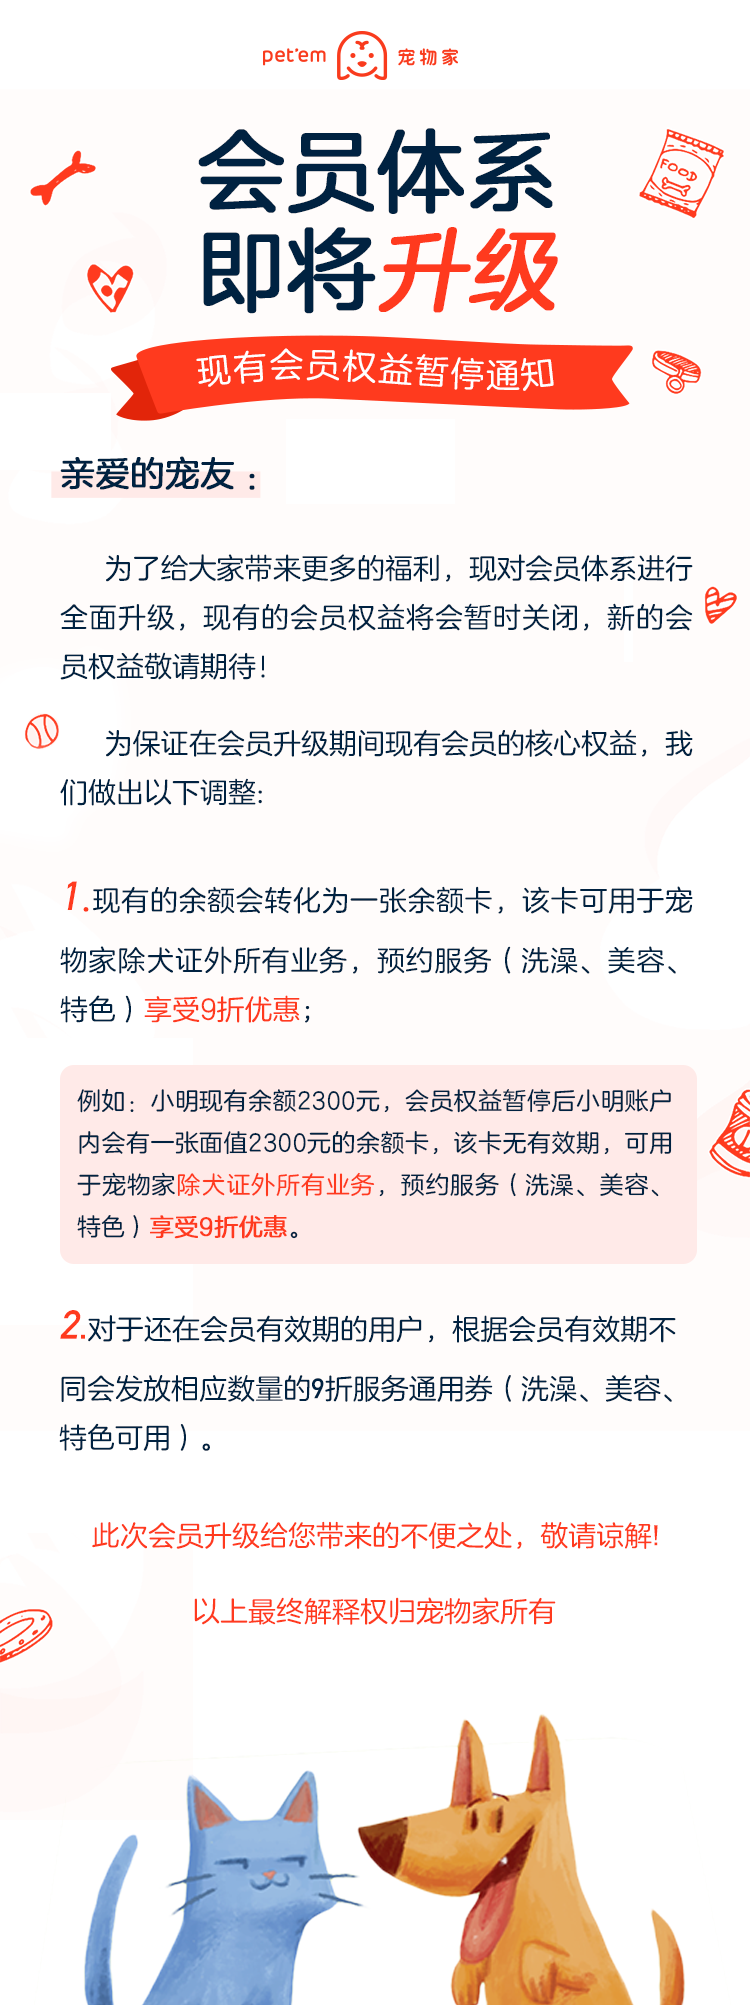 pet'em 宠物家
会员体系
即将升级
现有会员权益暂停通知
FOOD
亲爱的宠友：
为了给大家带来更多的福利，现对会员体系进行
全面升级，现有的会员权益将会暂时关闭，新的会
员权益敬请期待！
为保证在会员升级期间现有会员的核心权益，我
们做出以下调整:
1.现有的余额会转化为一张余额卡，该卡可用于宠
物家除犬证外所有业务，预约服务（洗澡、美容、
特色）享受9折优惠；
例如：小明现有余额2300元，会员权益暂停后小明账户
内会有一张面值2300元的余额卡，该卡无有效期，可用
于宠物家除犬证外所有业务，预约服务（洗澡、美容、
特色）享受9折优惠。
2.对于还在会员有效期的用户，根据会员有效期不
同会发放相应数量的9折服务通用券（洗澡、美容、
特色可用）。
此次会员升级给您带来的不便之处，敬请谅解!
以上最终解释权归宠物家所有